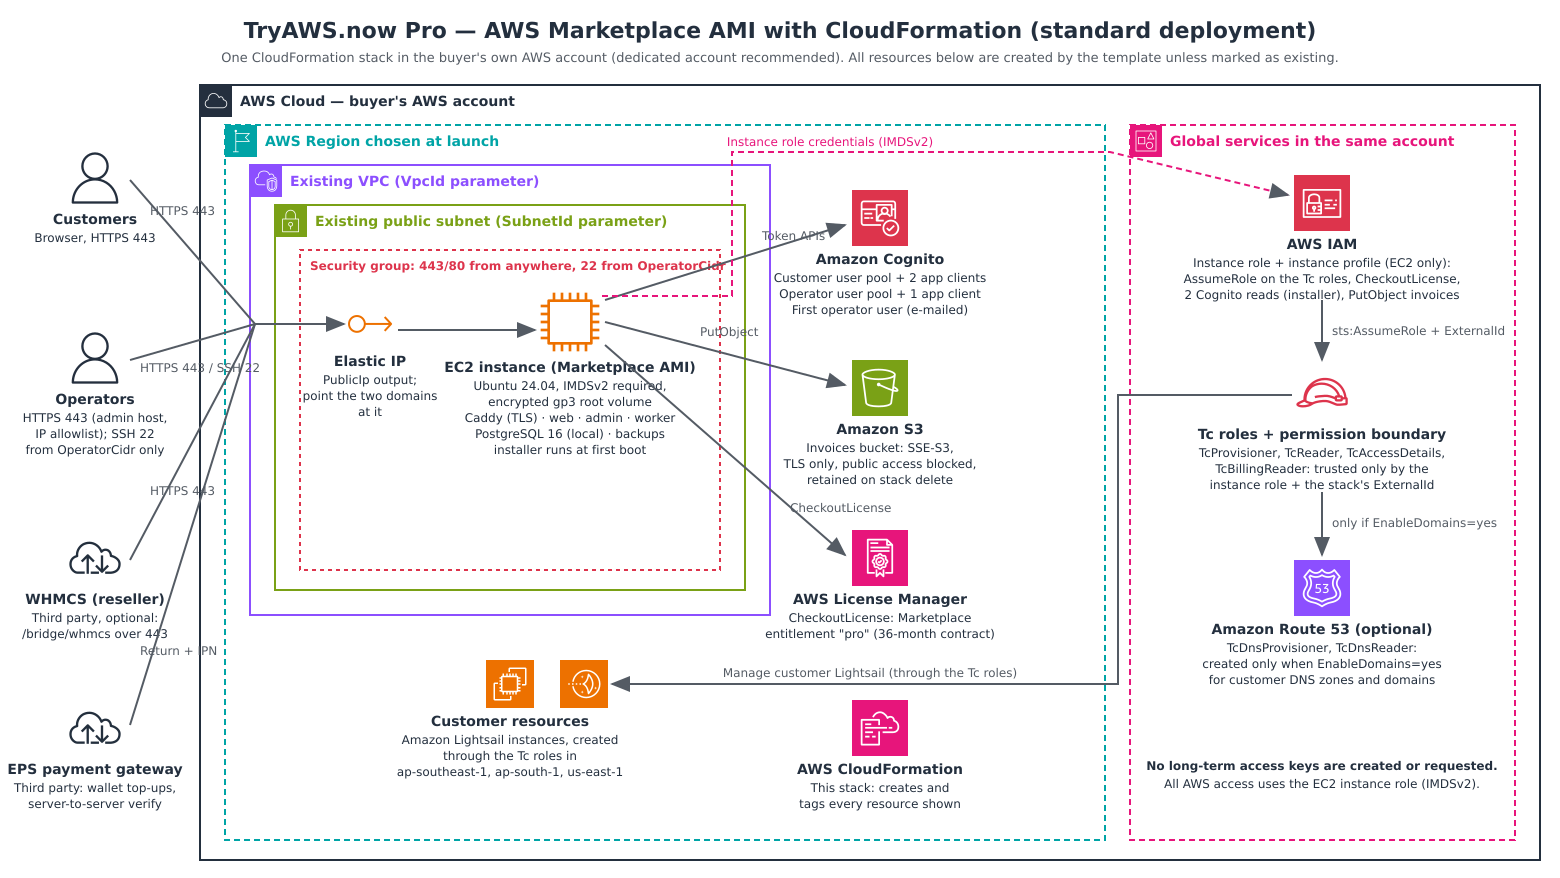 TryAWS.now Pro — AWS Marketplace AMI with CloudFormation (standard deployment)
One CloudFormation stack in the buyer's own AWS account (dedicated account recommended). All resources below are created by the template unless marked as existing.
AWS Cloud — buyer's AWS account
AWS Region chosen at launch
Existing VPC (VpcId parameter)
Existing public subnet (SubnetId parameter)
Security group: 443/80 from anywhere, 22 from OperatorCidr
Instance role credentials (IMDSv2)
Global services in the same account
Customers
Browser, HTTPS 443
HTTPS 443
Operators
HTTPS 443 (admin host,
IP allowlist); SSH 22
from OperatorCidr only
HTTPS 443 / SSH 22
WHMCS (reseller)
Third party, optional:
/bridge/whmcs over 443
HTTPS 443
EPS payment gateway
Third party: wallet top-ups,
server-to-server verify
Return + IPN
Elastic IP
PublicIp output;
point the two domains
at it
EC2 instance (Marketplace AMI)
Ubuntu 24.04, IMDSv2 required,
encrypted gp3 root volume
Caddy (TLS) · web · admin · worker
PostgreSQL 16 (local) · backups
installer runs at first boot
Token APIs
Amazon Cognito
Customer user pool + 2 app clients
Operator user pool + 1 app client
First operator user (e-mailed)
PutObject
Amazon S3
Invoices bucket: SSE-S3,
TLS only, public access blocked,
retained on stack delete
CheckoutLicense
AWS License Manager
CheckoutLicense: Marketplace
entitlement "pro" (36-month contract)
Manage customer Lightsail (through the Tc roles)
Customer resources
Amazon Lightsail instances, created
through the Tc roles in
ap-southeast-1, ap-south-1, us-east-1
AWS CloudFormation
This stack: creates and
tags every resource shown
AWS IAM
Instance role + instance profile (EC2 only):
AssumeRole on the Tc roles, CheckoutLicense,
2 Cognito reads (installer), PutObject invoices
sts:AssumeRole + ExternalId
Tc roles + permission boundary
TcProvisioner, TcReader, TcAccessDetails,
TcBillingReader: trusted only by the
instance role + the stack's ExternalId
only if EnableDomains=yes
53
Amazon Route 53 (optional)
TcDnsProvisioner, TcDnsReader:
created only when EnableDomains=yes
for customer DNS zones and domains
No long-term access keys are created or requested.
All AWS access uses the EC2 instance role (IMDSv2).